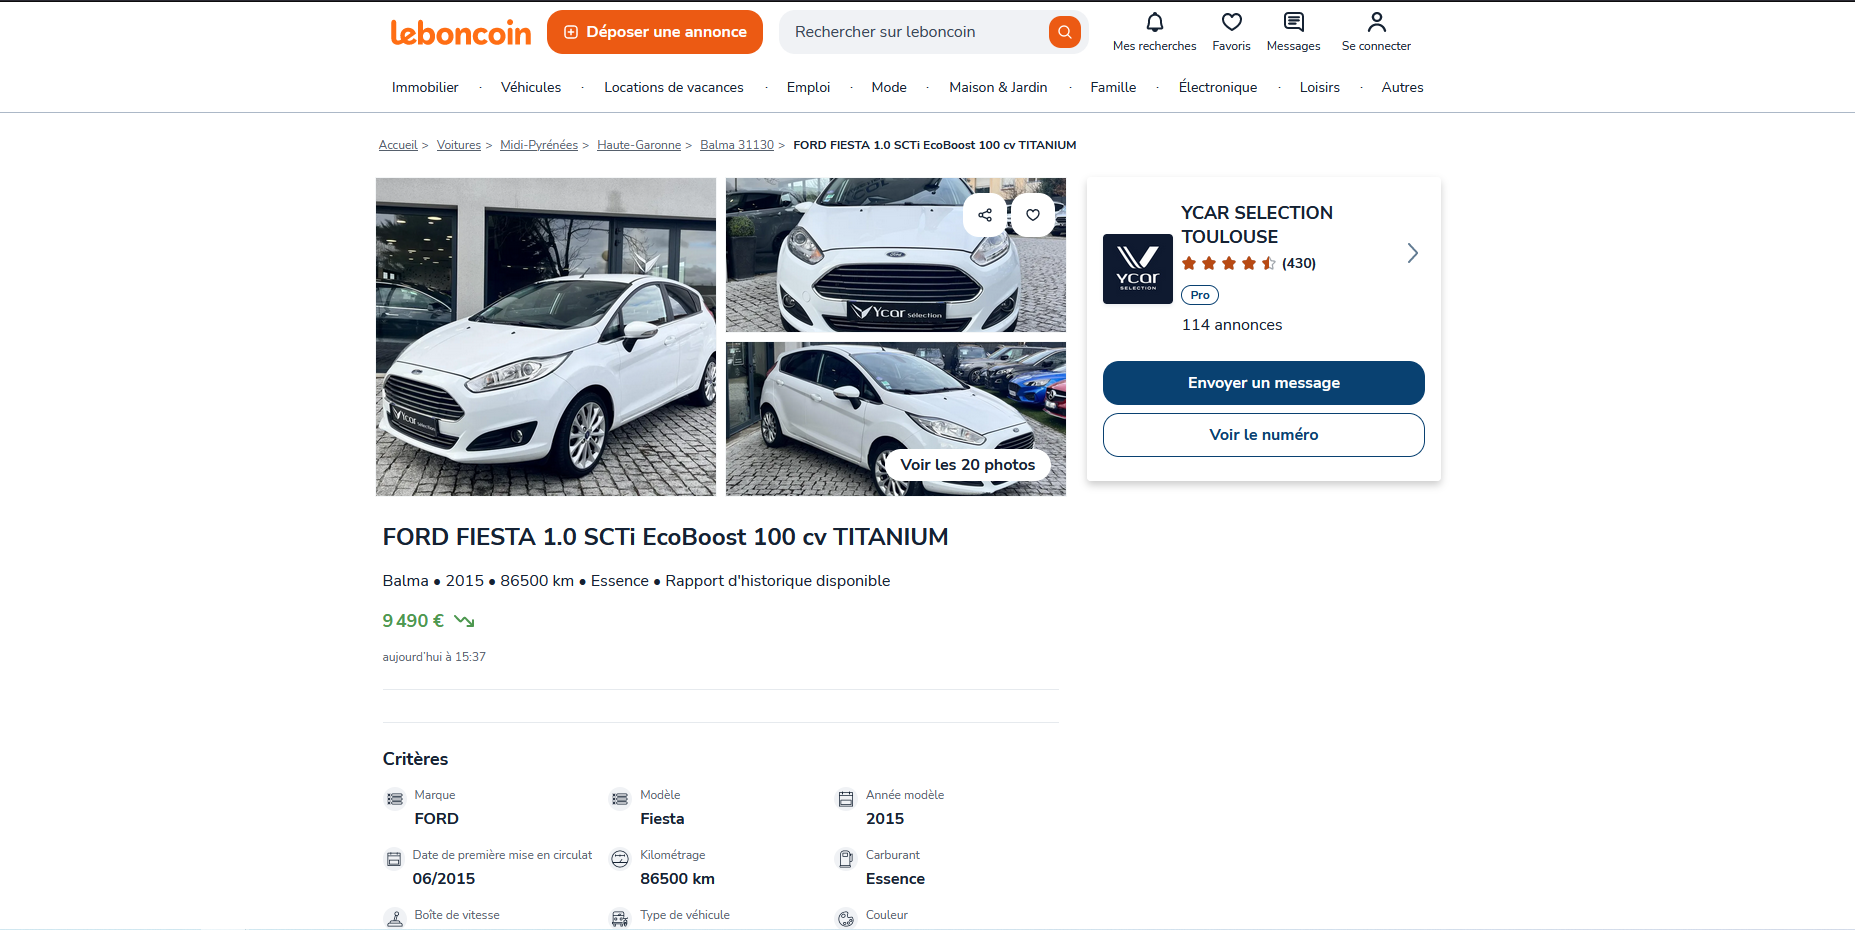 leboncoin
Déposer une annonce
Rechercher sur leboncoin
Mes recherches
Favoris
Messages
Se connecter
Immobilier · Véhicules · Locations de vacances · Emploi · Mode · Maison & Jardin · Famille · Électronique · Loisirs · Autres
Accueil > Voitures > Midi-Pyrénées > Haute-Garonne > Balma 31130 > FORD FIESTA 1.0 SCTi EcoBoost 100 cv TITANIUM
Ycar Sélection
Ycar Sélection
Voir les 20 photos
YCAR SELECTION
TOULOUSE
Ycar
SELECTION
(430)
Pro
114 annonces
Envoyer un message
Voir le numéro
FORD FIESTA 1.0 SCTi EcoBoost 100 cv TITANIUM
Balma • 2015 • 86500 km • Essence • Rapport d'historique disponible
9 490 €
aujourd'hui à 15:37
Critères
Marque
FORD
Modèle
Fiesta
Année modèle
2015
Date de première mise en circulat
06/2015
Kilométrage
86500 km
Carburant
Essence
Boîte de vitesse
Type de véhicule
Couleur